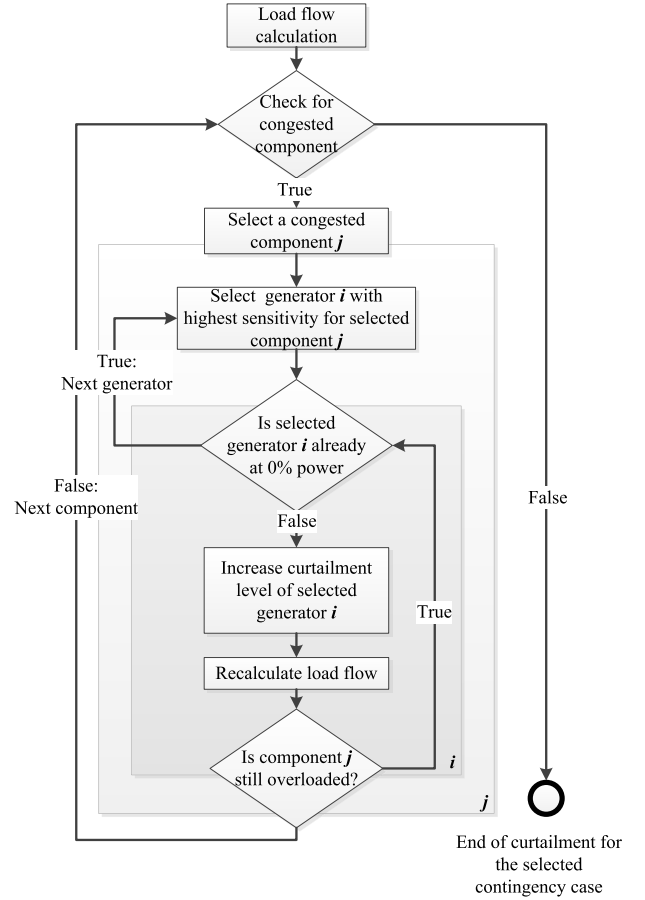 Load flow
calculation
Check for
congested
component
True
Select a congested
component j
Select generator i with
highest sensitivity for selected
component j
True:
Next generator
Is selected
generator i already
at 0% power
False:
Next component
False
False
Increase curtailment
level of selected
generator i
True
Recalculate load flow
Is component j
still overloaded?
i
j
End of curtailment for
the selected
contingency case